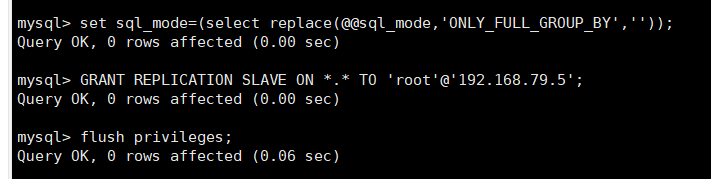 mysql> set sql_mode=(select replace(@@sql_mode,'ONLY_FULL_GROUP_BY',''));
Query OK, 0 rows affected (0.00 sec)
mysql> GRANT REPLICATION SLAVE ON *.* TO 'root'@'192.168.79.5';
Query OK, 0 rows affected (0.00 sec)
mysql> flush privileges;
Query OK, 0 rows affected (0.06 sec)